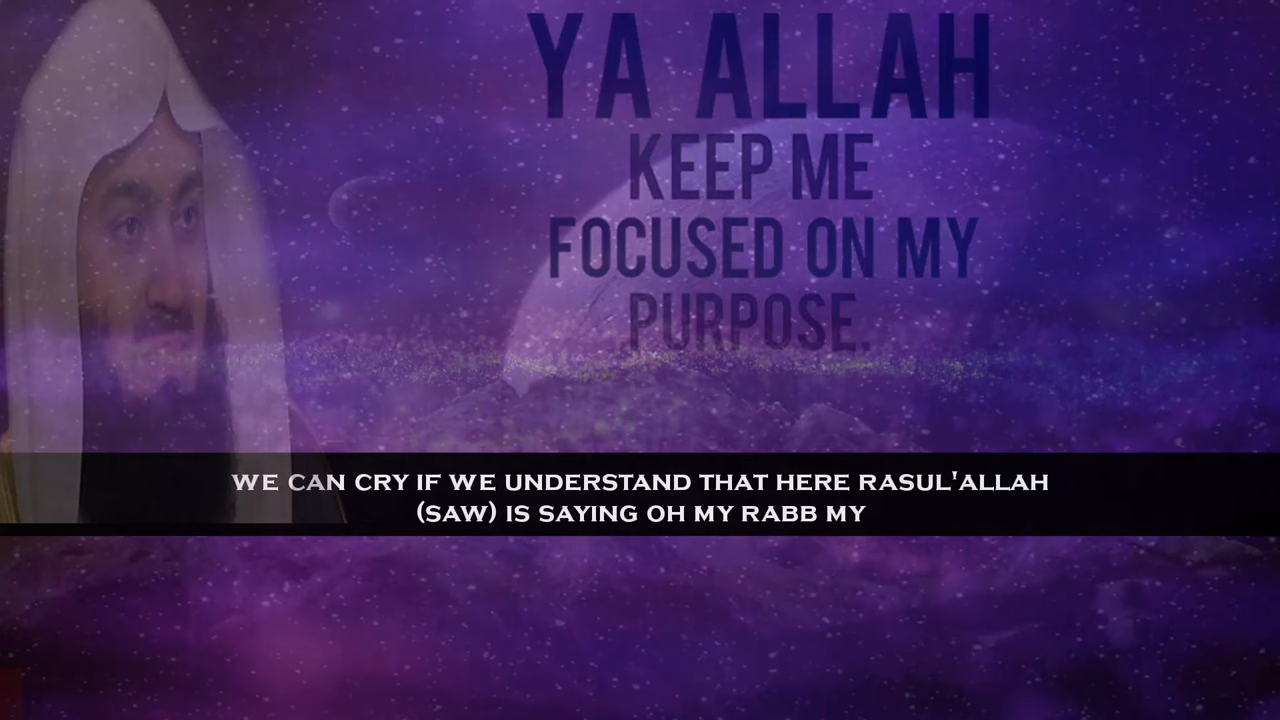 YA ALLAH
KEEP ME
FOCUSED ON MY
PURPOSE.
WE CAN CRY IF WE UNDERSTAND THAT HERE RASUL'ALLAH
(SAW) IS SAYING OH MY RABB MY